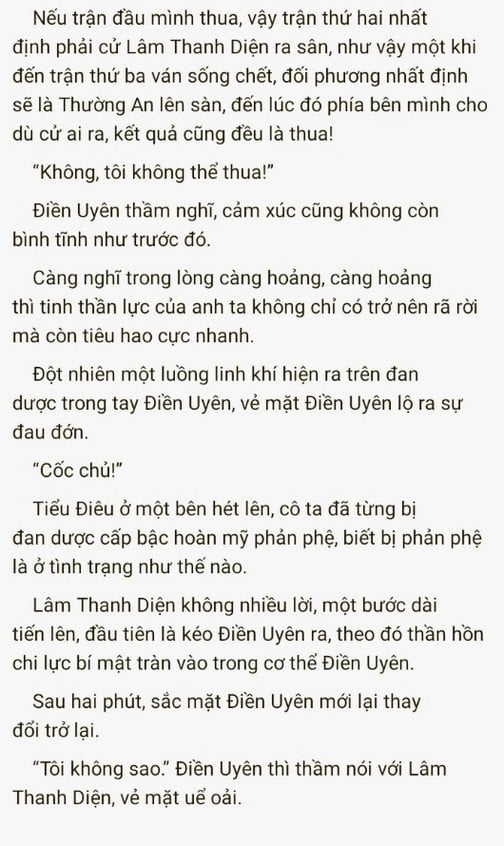 Nếu trận đầu mình thua, vậy trận thứ hai nhất
định phải cử Lâm Thanh Diện ra sân, như vậy một khi
đến trận thứ ba ván sống chết, đối phương nhất định
sẽ là Thường An lên sàn, đến lúc đó phía bên mình cho
dù cử ai ra, kết quả cũng đều là thua!
“Không, tôi không thể thua!”
Điền Uyên thầm nghĩ, cảm xúc cũng không còn
bình tĩnh như trước đó.
Càng nghĩ trong lòng càng hoảng, càng hoảng
thì tinh thần lực của anh ta không chỉ có trở nên rã rời
mà còn tiêu hao cực nhanh.
Đột nhiên một luồng linh khí hiện ra trên đan
dược trong tay Điền Uyên, vẻ mặt Điền Uyên lộ ra sự
đau đớn.
“Cốc chủ!”
Tiểu Điêu ở một bên hét lên, cô ta đã từng bị
đan dược cấp bậc hoàn mỹ phản phệ, biết bị phản phệ
là ở tình trạng như thế nào.
Lâm Thanh Diện không nhiều lời, một bước dài
tiến lên, đầu tiên là kéo Điền Uyên ra, theo đó thần hồn
chi lực bí mật tràn vào trong cơ thể Điền Uyên.
Sau hai phút, sắc mặt Điền Uyên mới lại thay
đổi trở lại.
“Tôi không sao.” Điền Uyên thì thầm nói với Lâm
Thanh Diện, vẻ mặt uể oải.